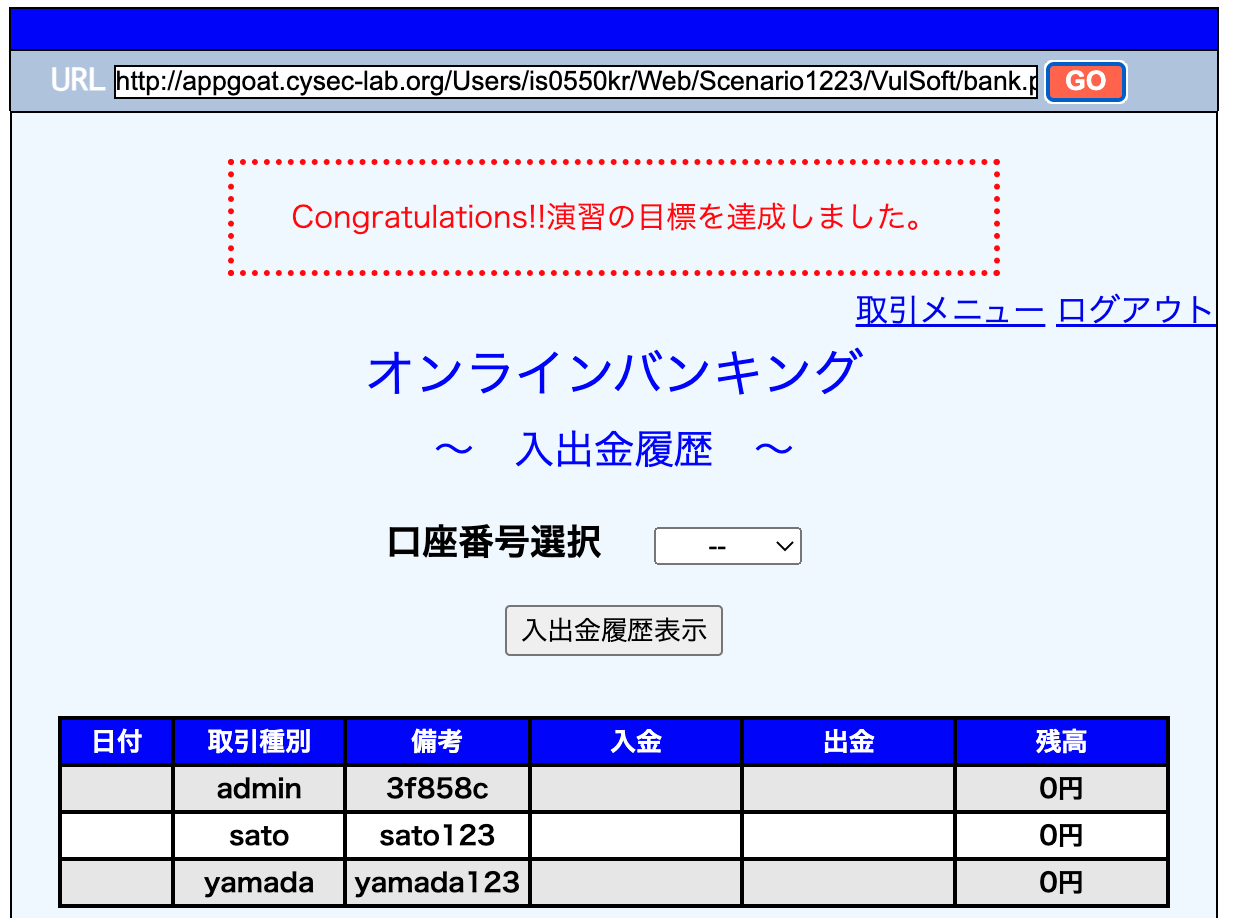 URL http://appgoat.cysec-lab.org/Users/is0550kr/Web/Scenario1223/VulSoft/bank.p GO
Congratulations!!演習の目標を達成しました。
取引メニュー ログアウト
オンラインバンキング
～ 入出金履歴 ～
口座番号選択 --
入出金履歴表示
日付 取引種別 備考 入金 出金 残高
admin 3f858c 0円
sato sato123 0円
yamada yamada123 0円